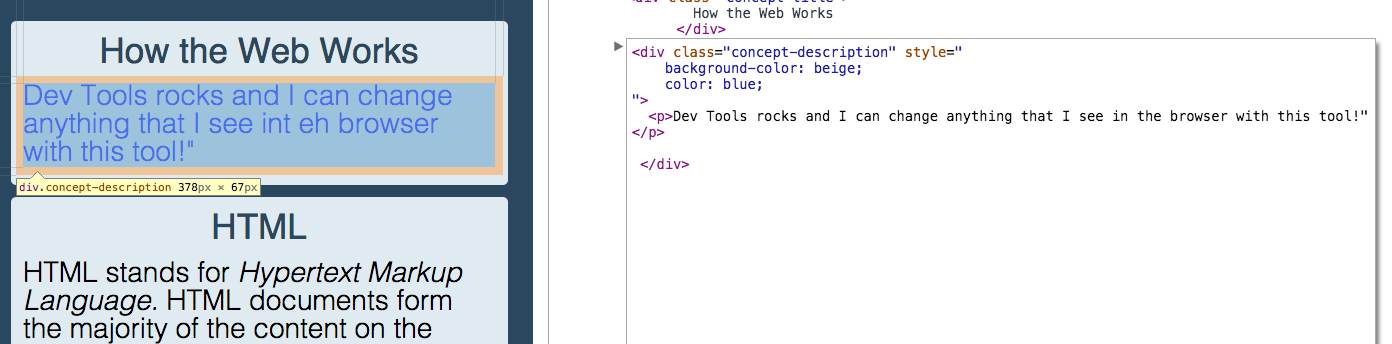 How the Web Works
Dev Tools rocks and I can change
anything that I see int eh browser
with this tool!"
div.concept-description 378px × 67px
HTML
HTML stands for Hypertext Markup
Language. HTML documents form
the majority of the content on the
<div class="concept-title">
How the Web Works
</div>
<div class="concept-description" style="
background-color: beige;
color: blue;
">
<p>Dev Tools rocks and I can change anything that I see in the browser with this tool!"
</p>
</div>